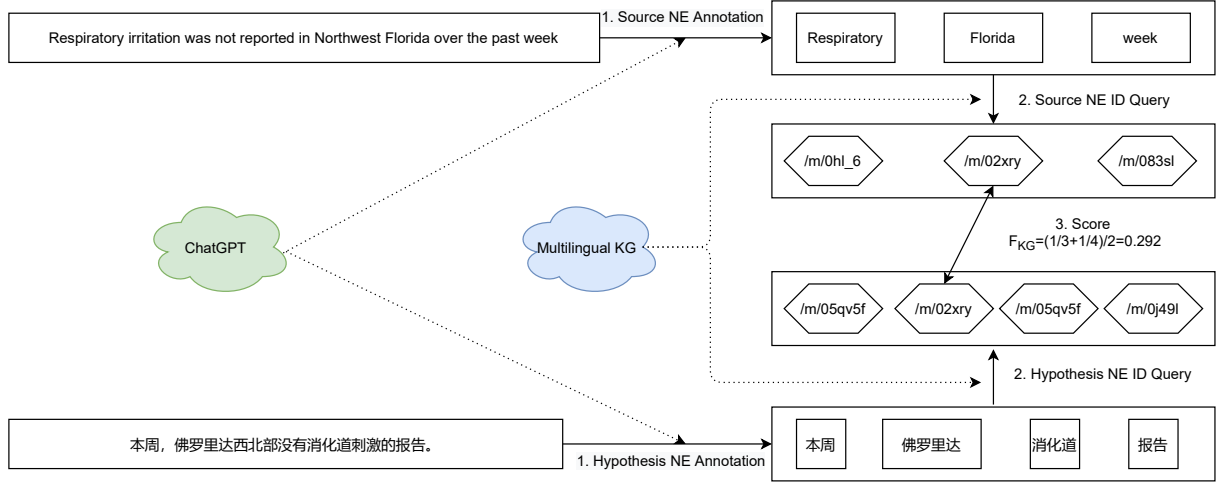 1. Source NE Annotation
Respiratory irritation was not reported in Northwest Florida over the past week
Respiratory
Florida
week
2. Source NE ID Query
/m/0hl_6
/m/02xry
/m/083sl
ChatGPT
Multilingual KG
3. Score
F_KG=(1/3+1/4)/2=0.292
/m/05qv5f
/m/02xry
/m/05qv5f
/m/0j49l
2. Hypothesis NE ID Query
本周，佛罗里达西北部没有消化道刺激的报告。
1. Hypothesis NE Annotation
本周
佛罗里达
消化道
报告